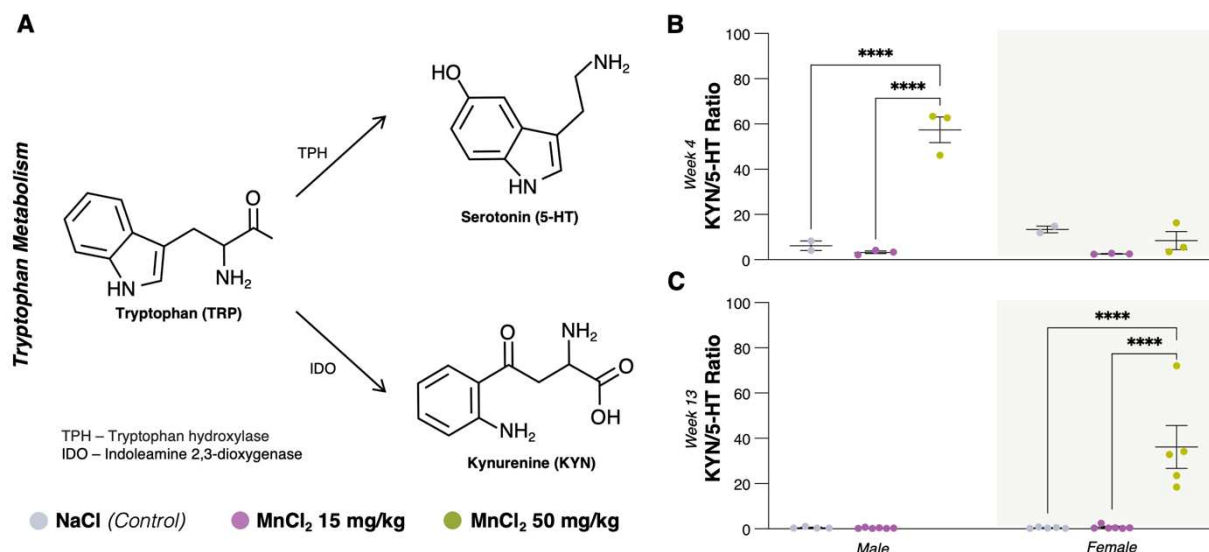 A
Tryptophan Metabolism
HO
NH₂
HN
Serotonin (5-HT)
TPH
O
NH₂
HN
Tryptophan (TRP)
IDO
O
NH₂
O
OH
NH₂
Kynurenine (KYN)
TPH – Tryptophan hydroxylase
IDO – Indoleamine 2,3-dioxygenase
NaCl (Control)
MnCl₂ 15 mg/kg
MnCl₂ 50 mg/kg
B
Week 4
KYN/5-HT Ratio
100
80
60
40
20
0
****
****
C
Week 13
KYN/5-HT Ratio
100
80
60
40
20
0
****
****
Male
Female